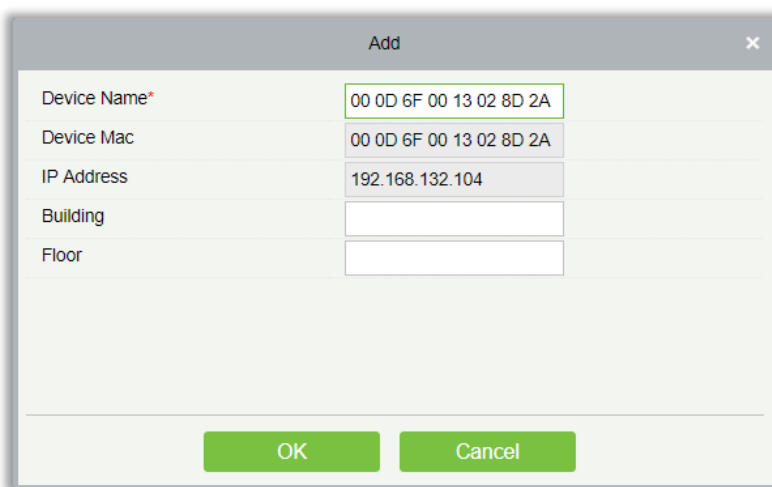 Add
Device Name* 00 0D 6F 00 13 02 8D 2A
Device Mac 00 0D 6F 00 13 02 8D 2A
IP Address 192.168.132.104
Building
Floor
OK Cancel